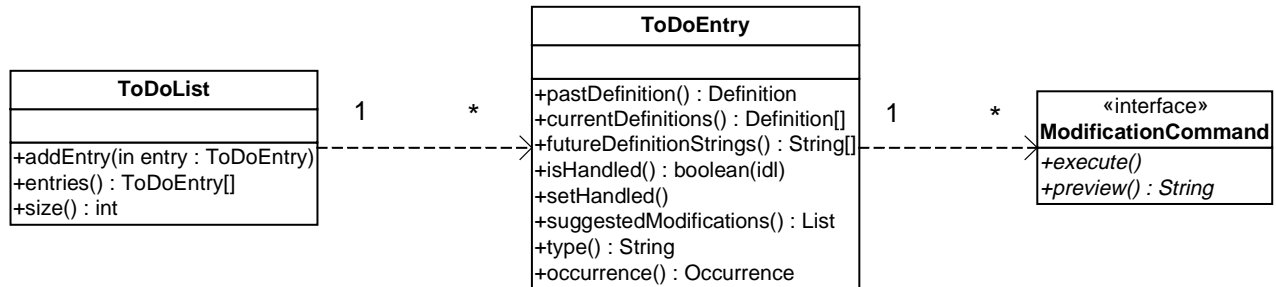 ToDoList
+addEntry(in entry : ToDoEntry)
+entries() : ToDoEntry[]
+size() : int
1
*
ToDoEntry
+pastDefinition() : Definition
+currentDefinitions() : Definition[]
+futureDefinitionStrings() : String[]
+isHandled() : boolean(idl)
+setHandled()
+suggestedModifications() : List
+type() : String
+occurrence() : Occurrence
1
*
«interface»
ModificationCommand
+execute()
+preview() : String